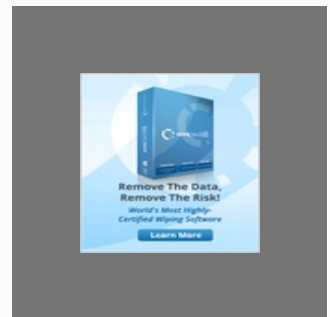 Remove The Data,
Remove The Risk!
World's Most Highly-
Certified Wiping Software
Learn More